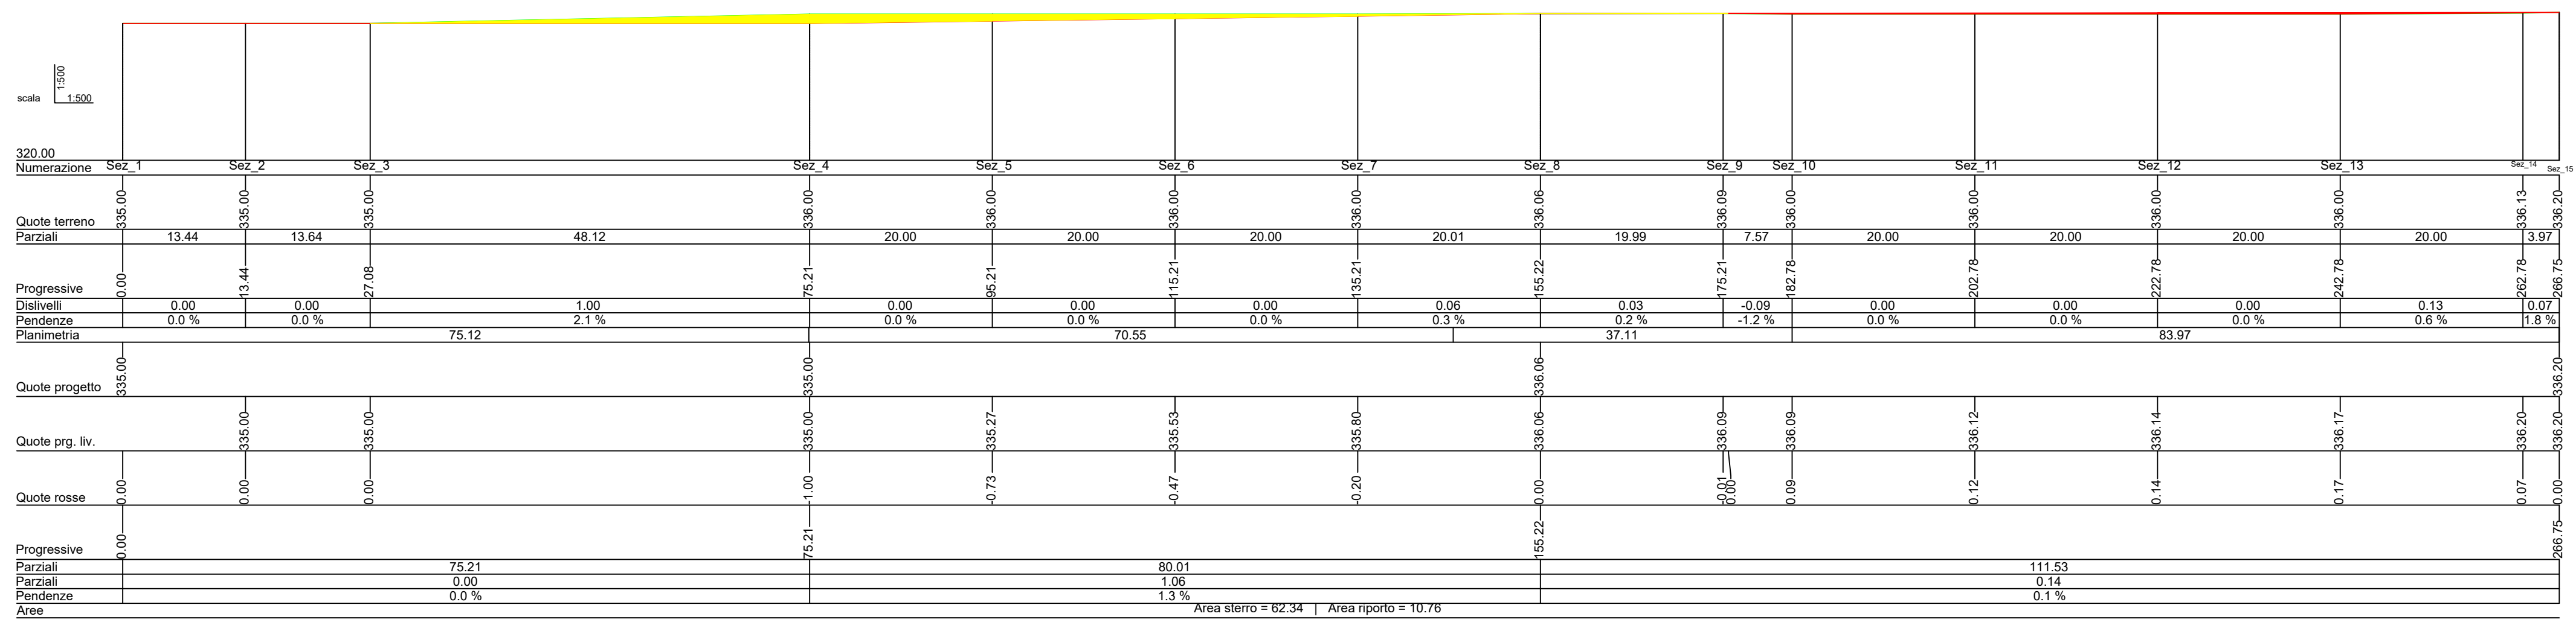 1:500
scala 1:500
320.00
Numerazione Sez_1 Sez_2 Sez_3 Sez_4 Sez_5 Sez_6 Sez_7 Sez_8 Sez_9 Sez_10 Sez_11 Sez_12 Sez_13 Sez_14 Sez_15
Quote terreno 335.00 335.00 335.00 336.00 336.00 336.00 336.00 336.06 336.09 336.00 336.00 336.00 336.00 336.13 336.20
Parziali 13.44 13.64 48.12 20.00 20.00 20.00 20.01 19.99 7.57 20.00 20.00 20.00 20.00 3.97
Progressive 0.00 13.44 27.08 75.21 95.21 115.21 135.21 155.22 175.21 182.78 202.78 222.78 242.78 262.78 266.75
Dislivelli 0.00 0.00 1.00 0.00 0.00 0.00 0.06 0.03 -0.09 0.00 0.00 0.00 0.13 0.07
Pendenze 0.0 % 0.0 % 2.1 % 0.0 % 0.0 % 0.0 % 0.3 % 0.2 % -1.2 % 0.0 % 0.0 % 0.0 % 0.6 % 1.8 %
Planimetria 75.12 70.55 37.11 83.97
Quote progetto 335.00 335.00 336.06 336.20
Quote prg. liv. 335.00 335.00 335.00 335.27 335.53 335.80 336.06 336.09 336.09 336.12 336.14 336.17 336.20 336.20
Quote rosse 0.00 0.00 0.00 -1.00 -0.73 -0.47 -0.20 0.00 -0.01 0.00 0.09 0.12 0.14 0.17 0.07 0.00
Progressive 0.00 75.21 155.22 266.75
Parziali 75.21 80.01 111.53
Parziali 0.00 1.06 0.14
Pendenze 0.0 % 1.3 % 0.1 %
Aree Area sterro = 62.34 | Area riporto = 10.76